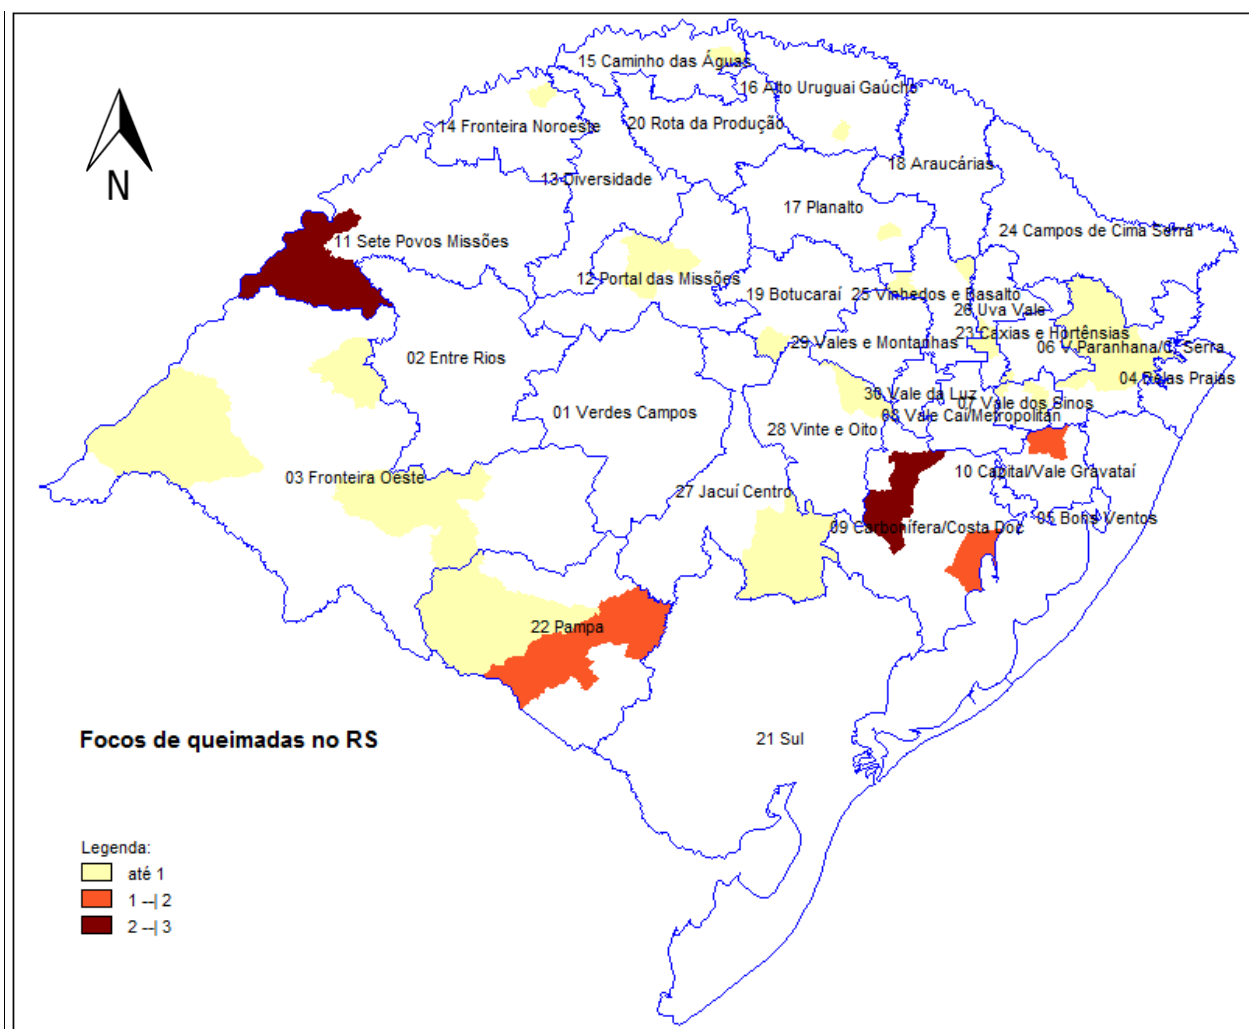 15 Caminho das Águas
16 Alto Uruguai Gaúcho
14 Fronteira Noroeste
20 Rota da Produção
18 Araucárias
13 Diversidade
N
17 Planalto
24 Campos de Cima Serra
11 Sete Povos Missões
12 Portal das Missões
19 Botucaraí
25 Vinhedos e Basalto
26 Uva Vale
23 Caxias e Hortênsias
29 Vales e Montanhas
06 V.Paranhana/C. Serra
02 Entre Rios
04 Belas Praias
30 Vale da Luz
07 Vale dos Sinos
01 Verdes Campos
08 Vale Caí/Metropolitan
28 Vinte e Oito
03 Fronteira Oeste
10 Capital/Vale Gravataí
27 Jacuí Centro
05 Bons Ventos
09 Carbonífera/Costa Doc
22 Pampa
21 Sul
Focos de queimadas no RS
Legenda:
até 1
1 --| 2
2 --| 3